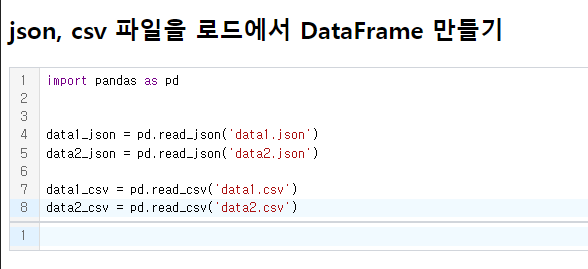 json, csv 파일을 로드에서 DataFrame 만들기
1 import pandas as pd
2
3
4 data1_json = pd.read_json('data1.json')
5 data2_json = pd.read_json('data2.json')
6
7 data1_csv = pd.read_csv('data1.csv')
8 data2_csv = pd.read_csv('data2.csv')
1